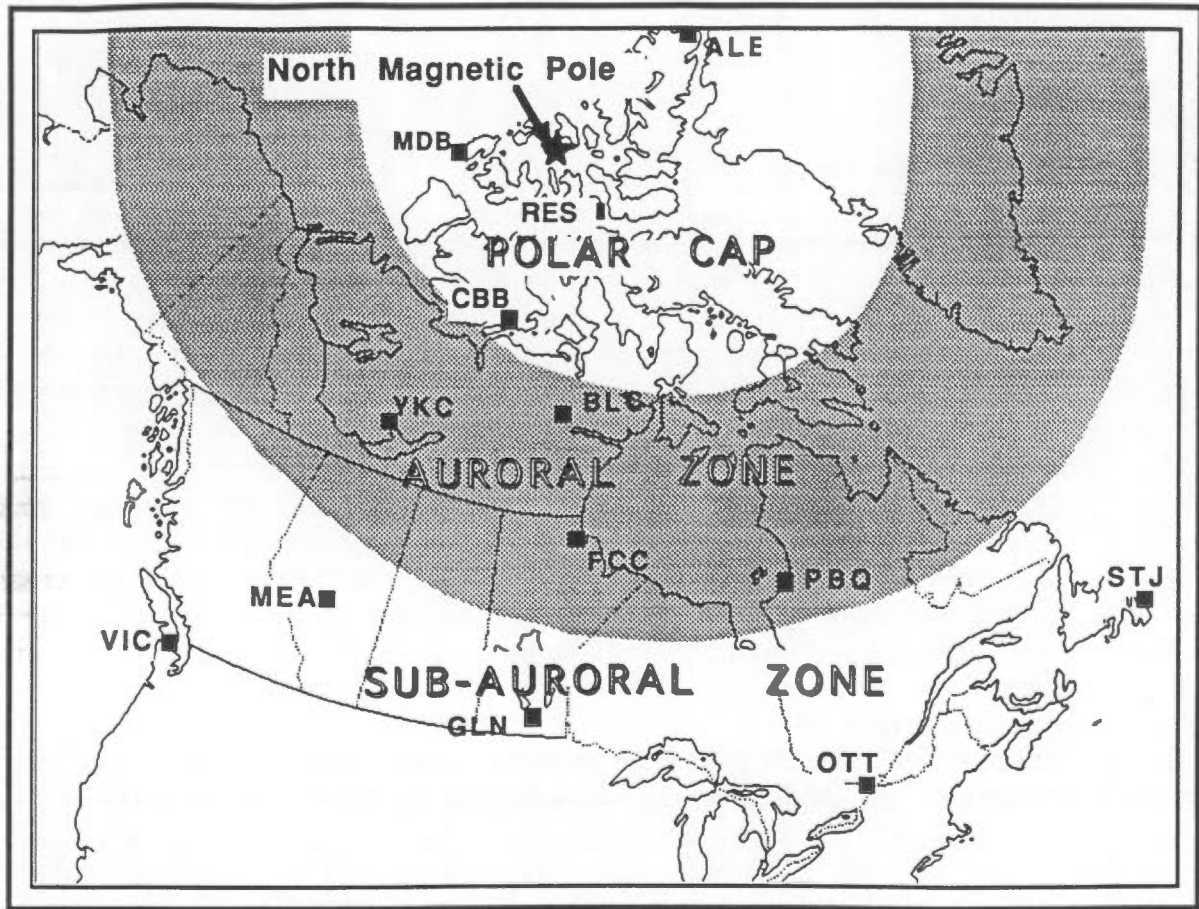 ALE
North Magnetic Pole
MDB
RES
POLAR CAP
CBB
YKC
BLC
AURORAL ZONE
FCC
PBQ
STJ
MEA
VIC
SUB-AURORAL ZONE
GLN
OTT